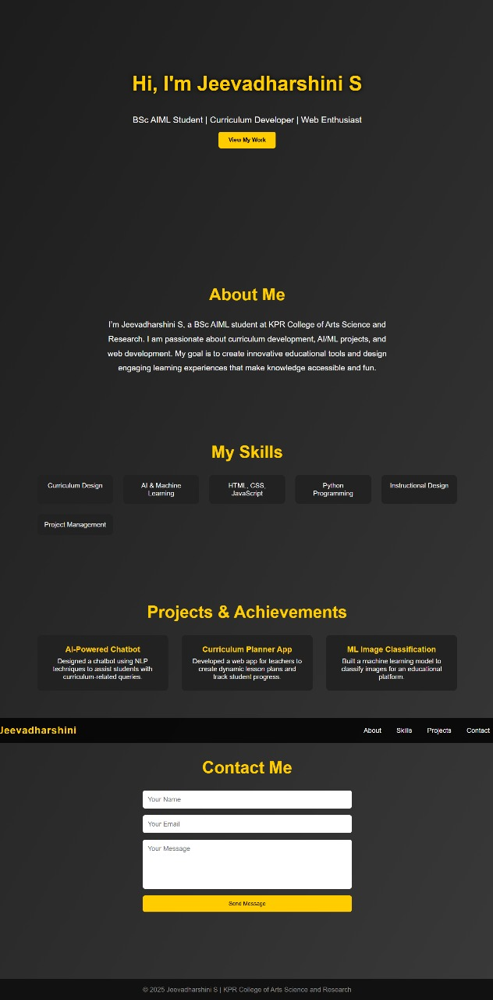 Hi, I'm Jeevadharshini S
BSc AIML Student | Curriculum Developer | Web Enthusiast
View My Work
About Me
I'm Jeevadharshini S, a BSc AIML student at KPR College of Arts Science and
Research. I am passionate about curriculum development, AI/ML projects, and
web development. My goal is to create innovative educational tools and design
engaging learning experiences that make knowledge accessible and fun.
My Skills
Curriculum Design
AI & Machine
Learning
HTML, CSS,
JavaScript
Python
Programming
Instructional Design
Project Management
Projects & Achievements
AI-Powered Chatbot
Designed a chatbot using NLP
techniques to assist students with
curriculum-related queries.
Curriculum Planner App
Developed a web app for teachers to
create dynamic lesson plans and
track student progress.
ML Image Classification
Built a machine learning model to
classify images for an educational
platform.
Jeevadharshini
About
Skills
Projects
Contact
Contact Me
Your Name
Your Email
Your Message
Send Message
© 2025 Jeevadharshini S | KPR College of Arts Science and Research